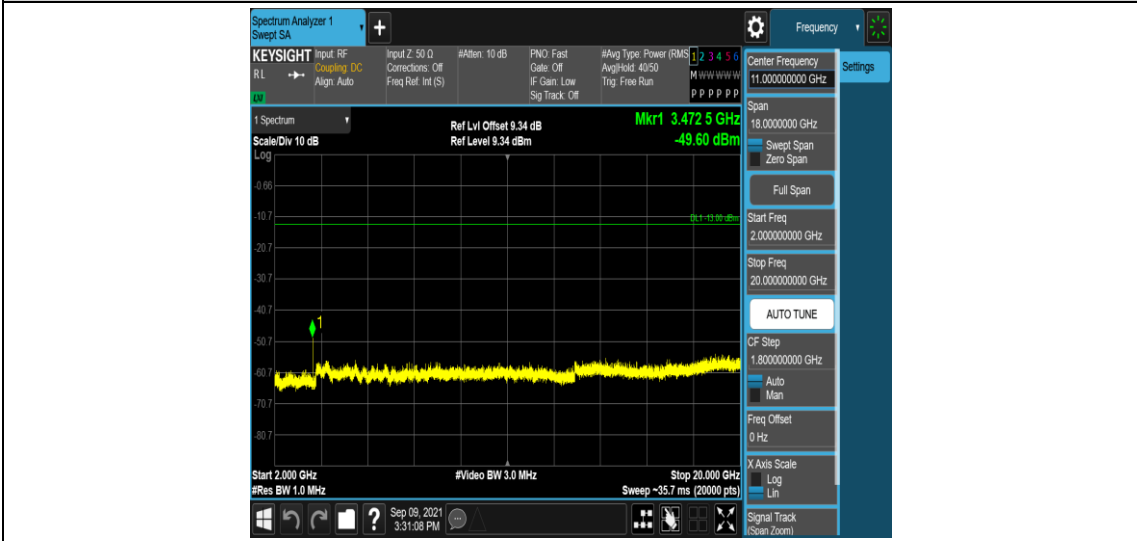 Spectrum Analyzer 1
Swept SA
+
Frequency
KEYSIGHT
RL
LNI
Input: RF
Coupling: DC
Align: Auto
Input Z: 50 Ω
Corrections: Off
Freq Ref: Int (S)
#Atten: 10 dB
PNO: Fast
Gate: Off
IF Gain: Low
Sig Track: Off
#Avg Type: Power (RMS
Avg|Hold: 40/50
Trig: Free Run
1 2 3 4 5 6
M W W W W W
P P P P P P
1 Spectrum
Scale/Div 10 dB
Log
Ref Lvl Offset 9.34 dB
Ref Level 9.34 dBm
Mkr1 3.472 5 GHz
-49.60 dBm
-0.66
-10.7
DL1 -13.00 dBm
-20.7
-30.7
-40.7
1
-50.7
-60.7
-70.7
-80.7
Start 2.000 GHz
#Res BW 1.0 MHz
#Video BW 3.0 MHz
Stop 20.000 GHz
Sweep ~35.7 ms (20000 pts)
Center Frequency
11.000000000 GHz
Settings
Span
18.0000000 GHz
Swept Span
Zero Span
Full Span
Start Freq
2.000000000 GHz
Stop Freq
20.000000000 GHz
AUTO TUNE
CF Step
1.800000000 GHz
Auto
Man
Freq Offset
0 Hz
X Axis Scale
Log
Lin
Signal Track
(Span Zoom)
?
Sep 09, 2021
3:31:08 PM